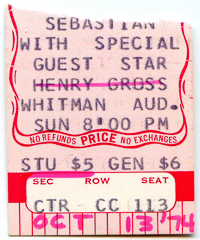 SEBASTIAN
WITH SPECIAL
GUEST STAR
HENRY GROSS
WHITMAN AUD.
SUN 8:00 PM
NO REFUNDS PRICE NO EXCHANGES
STU $5 GEN $6
SEC ROW SEAT
CTR CC 113
OCT 13 '74